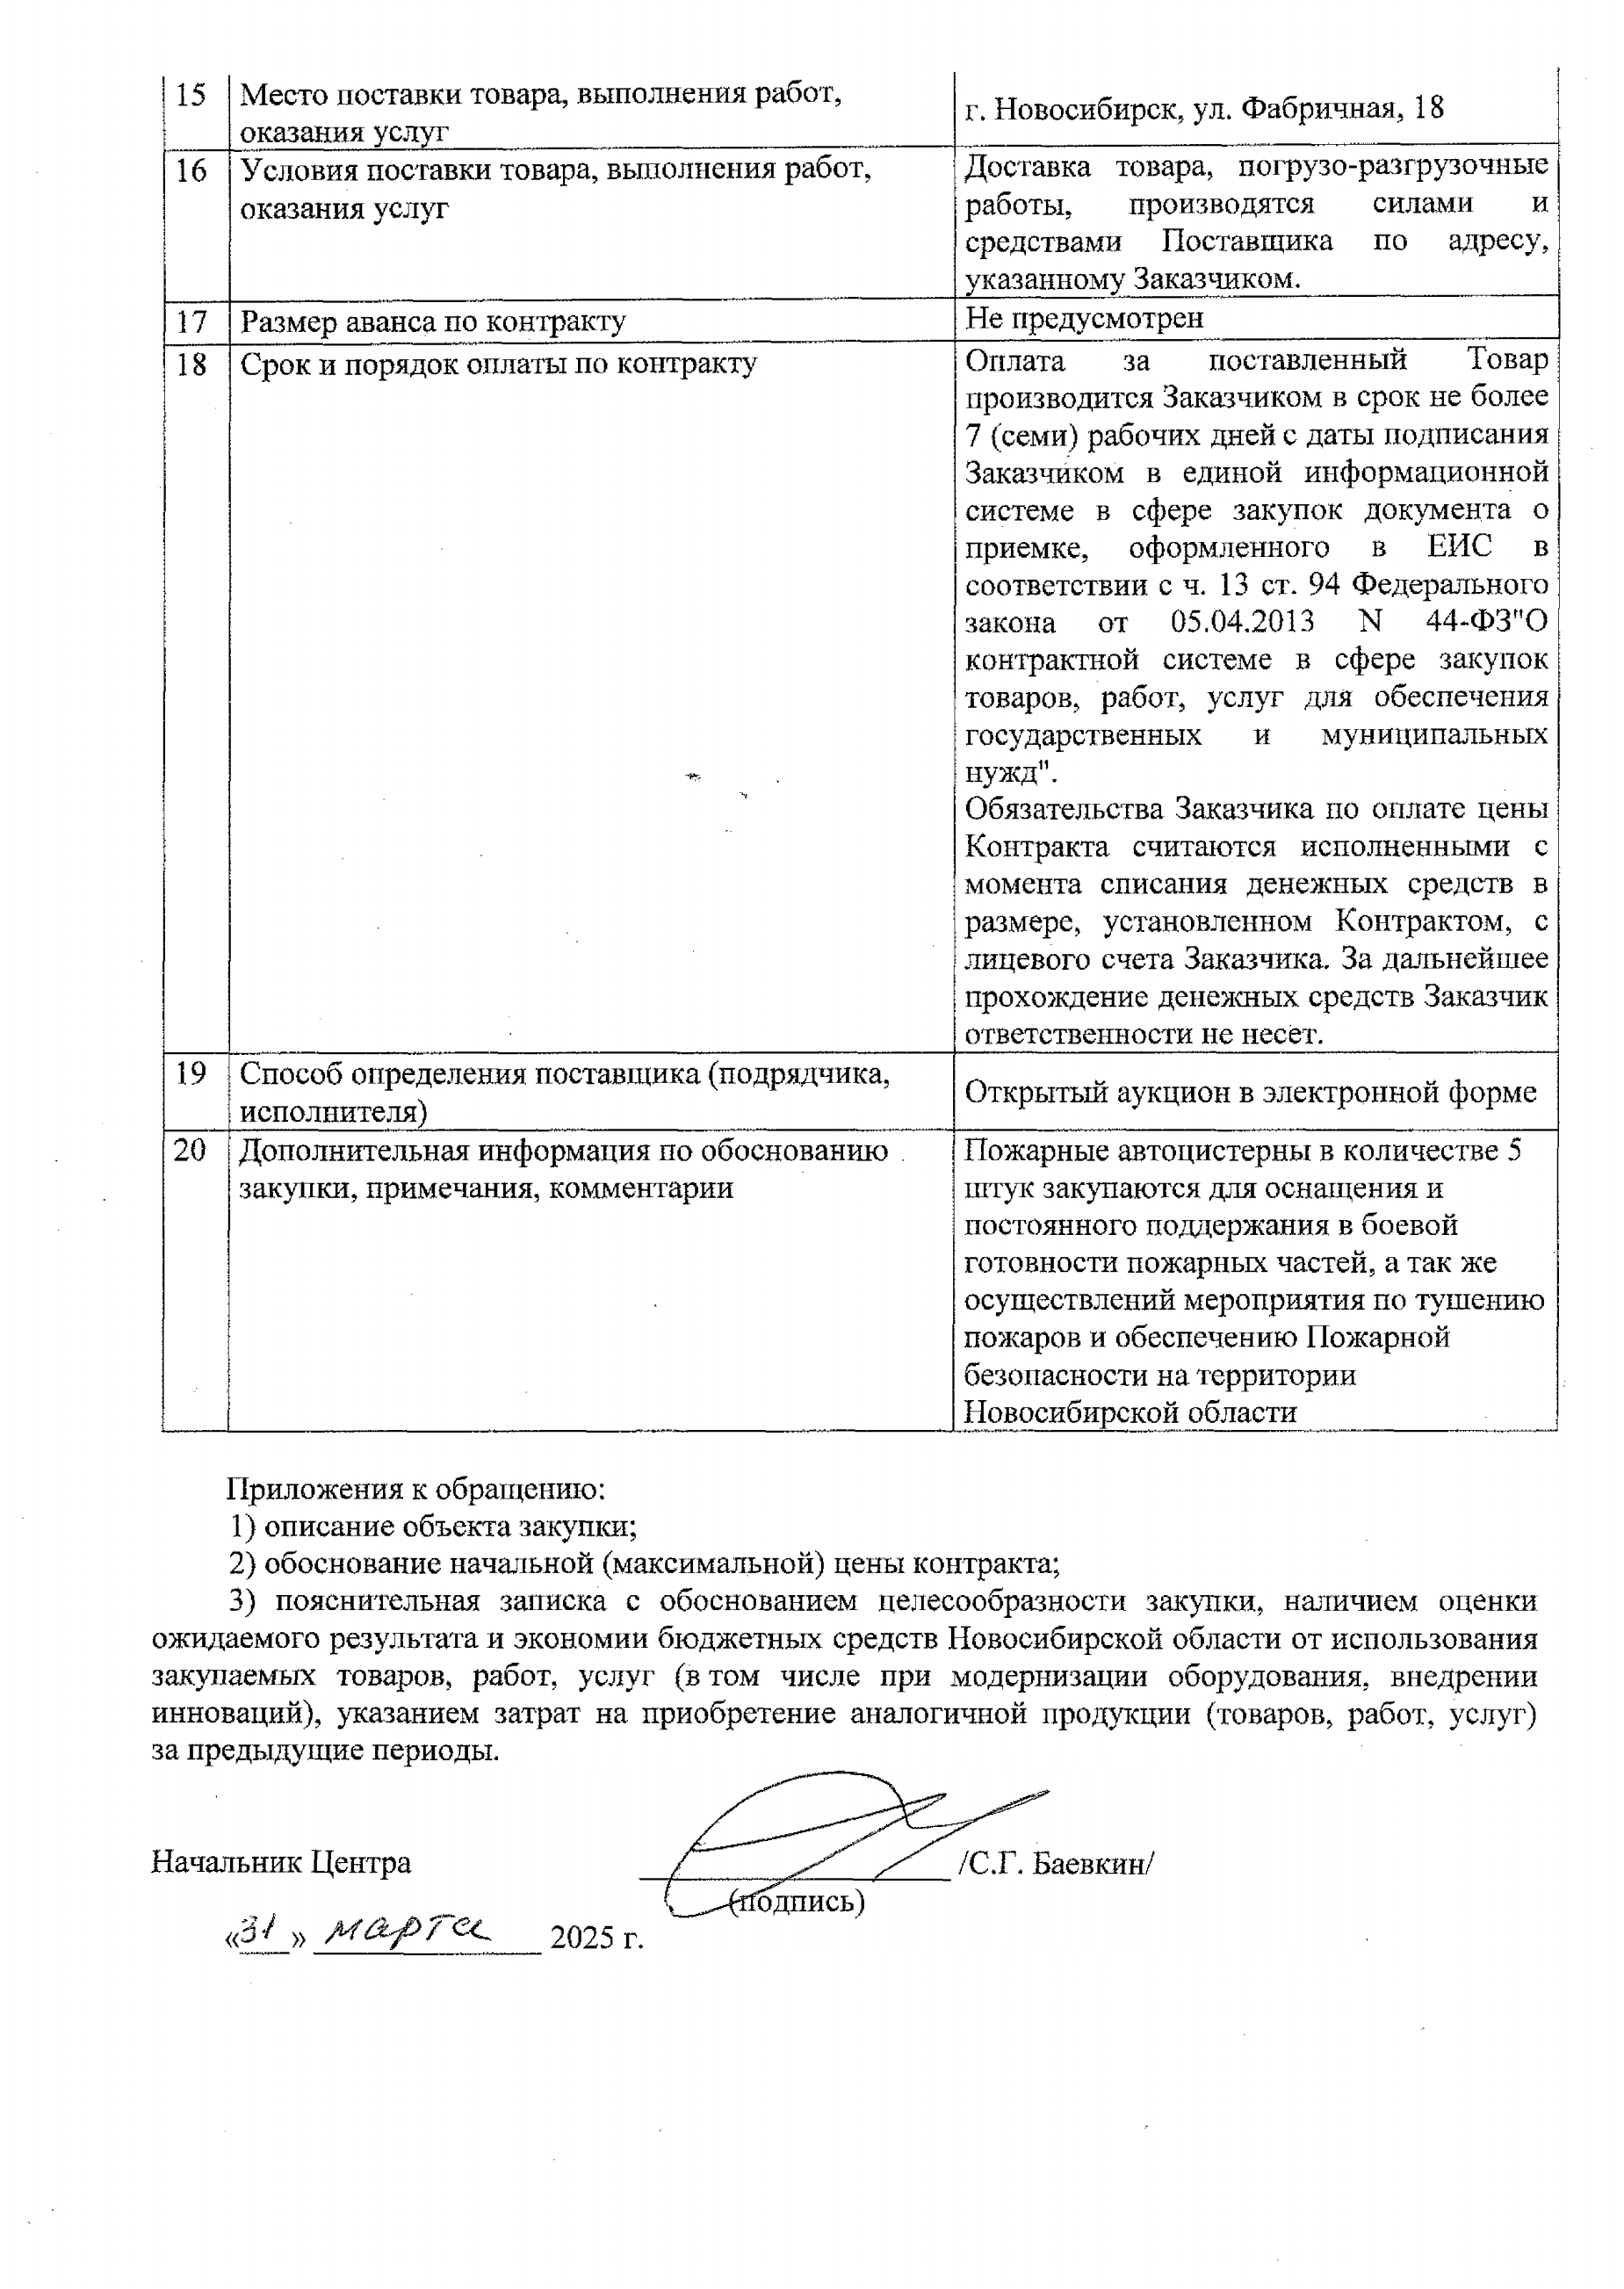 15 Место поставки товара, выполнения работ,
оказания услуг
г. Новосибирск, ул. Фабричная, 18
16 Условия поставки товара, выполнения работ,
оказания услуг
Доставка товара, погрузо-разгрузочные
работы, производятся силами и
средствами Поставщика по адресу,
указанному Заказчиком.
17 Размер аванса по контракту
Не предусмотрен
18 Срок и порядок оплаты по контракту
Оплата за поставленный Товар
производится Заказчиком в срок не более
7 (семи) рабочих дней с даты подписания
Заказчиком в единой информационной
системе в сфере закупок документа о
приемке, оформленного в ЕИС в
соответствии с ч. 13 ст. 94 Федерального
закона от 05.04.2013 N 44-ФЗ"О
контрактной системе в сфере закупок
товаров, работ, услуг для обеспечения
государственных и муниципальных
нужд".
Обязательства Заказчика по оплате цены
Контракта считаются исполненными с
момента списания денежных средств в
размере, установленном Контрактом, с
лицевого счета Заказчика. За дальнейшее
прохождение денежных средств Заказчик
ответственности не несет.
19 Способ определения поставщика (подрядчика,
исполнителя)
Открытый аукцион в электронной форме
20 Дополнительная информация по обоснованию
закупки, примечания, комментарии
Пожарные автоцистерны в количестве 5
штук закупаются для оснащения и
постоянного поддержания в боевой
готовности пожарных частей, а так же
осуществлений мероприятия по тушению
пожаров и обеспечению Пожарной
безопасности на территории
Новосибирской области
Приложения к обращению:
1) описание объекта закупки;
2) обоснование начальной (максимальной) цены контракта;
3) пояснительная записка с обоснованием целесообразности закупки, наличием оценки
ожидаемого результата и экономии бюджетных средств Новосибирской области от использования
закупаемых товаров, работ, услуг (в том числе при модернизации оборудования, внедрении
инноваций), указанием затрат на приобретение аналогичной продукции (товаров, работ, услуг)
за предыдущие периоды.
Начальник Центра /С.Г. Баевкин/
(подпись)
«31» марта 2025 г.